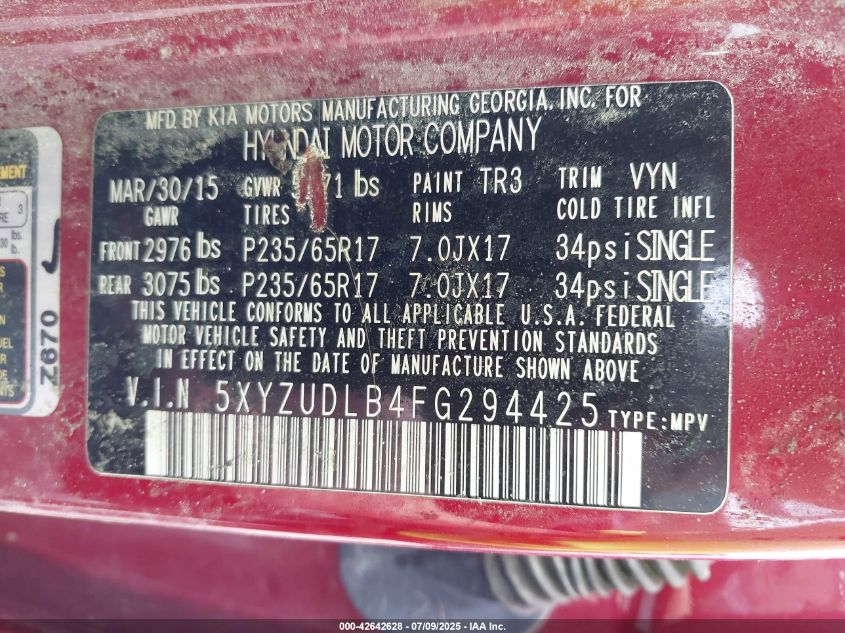 MFD. BY KIA MOTORS MANUFACTURING GEORGIA, INC. FOR
HYUNDAI MOTOR COMPANY
MAR/30/15 GVWR lbs PAINT TR3 TRIM VYN
GAWR TIRES RIMS COLD TIRE INFL
FRONT 2976 lbs P235/65R17 7.0JX17 34psi SINGLE
REAR 3075 lbs P235/65R17 7.0JX17 34psi SINGLE
THIS VEHICLE CONFORMS TO ALL APPLICABLE U.S.A. FEDERAL
MOTOR VEHICLE SAFETY AND THEFT PREVENTION STANDARDS
IN EFFECT ON THE DATE OF MANUFACTURE SHOWN ABOVE
V.I.N 5XYZUDLB4FG294425 TYPE:MPV
Z670
000-42642628 - 07/09/2025 - IAA Inc.